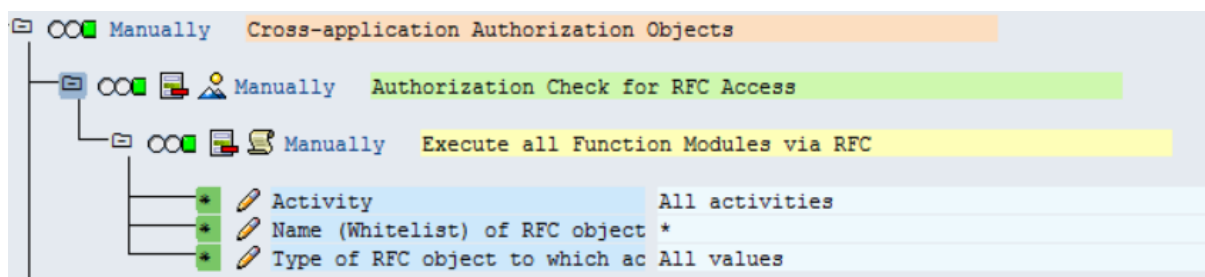 Manually Cross-application Authorization Objects
Manually Authorization Check for RFC Access
Manually Execute all Function Modules via RFC
* Activity All activities
* Name (Whitelist) of RFC object *
* Type of RFC object to which ac All values